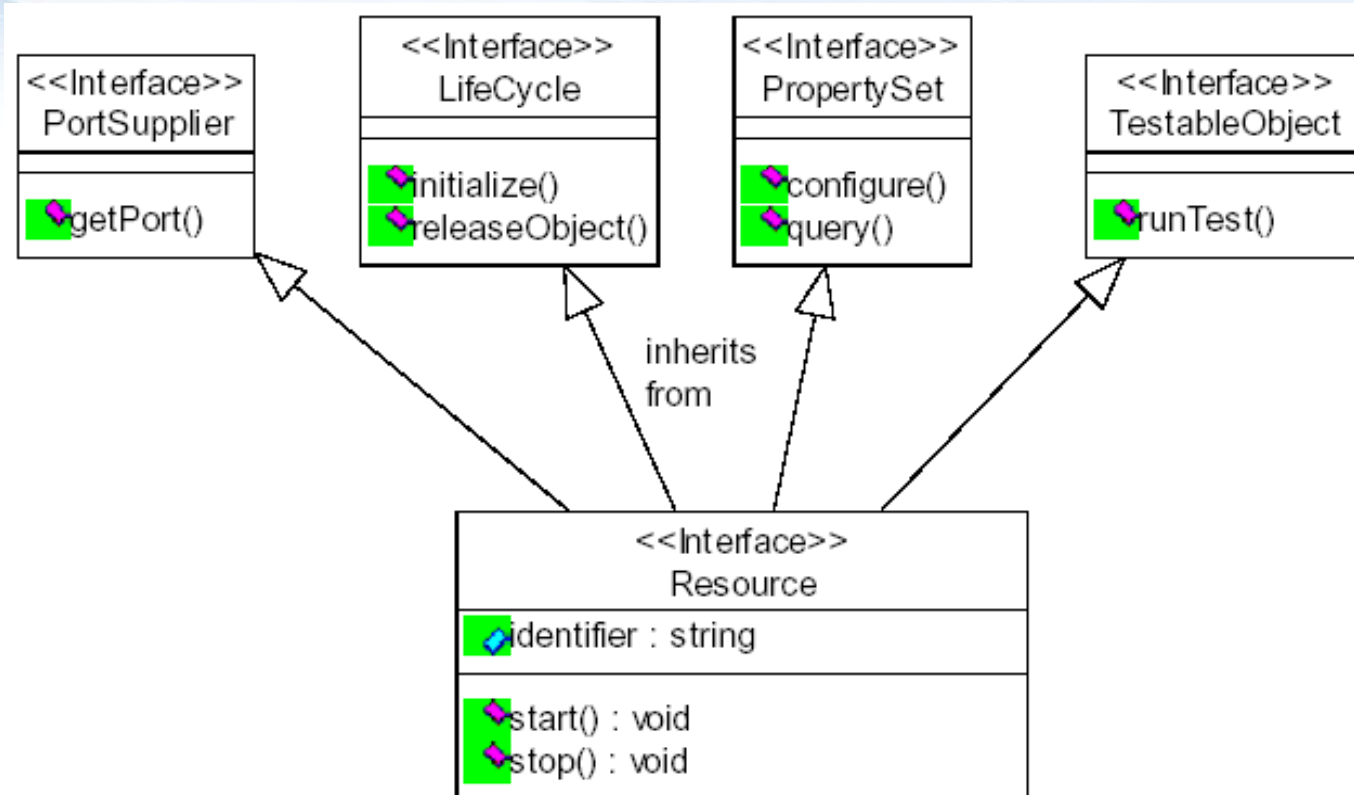 <<Interface>>
PortSupplier
getPort()
<<Interface>>
LifeCycle
initialize()
releaseObject()
<<Interface>>
PropertySet
configure()
query()
<<Interface>>
TestableObject
runTest()
inherits
from
<<Interface>>
Resource
identifier : string
start() : void
stop() : void